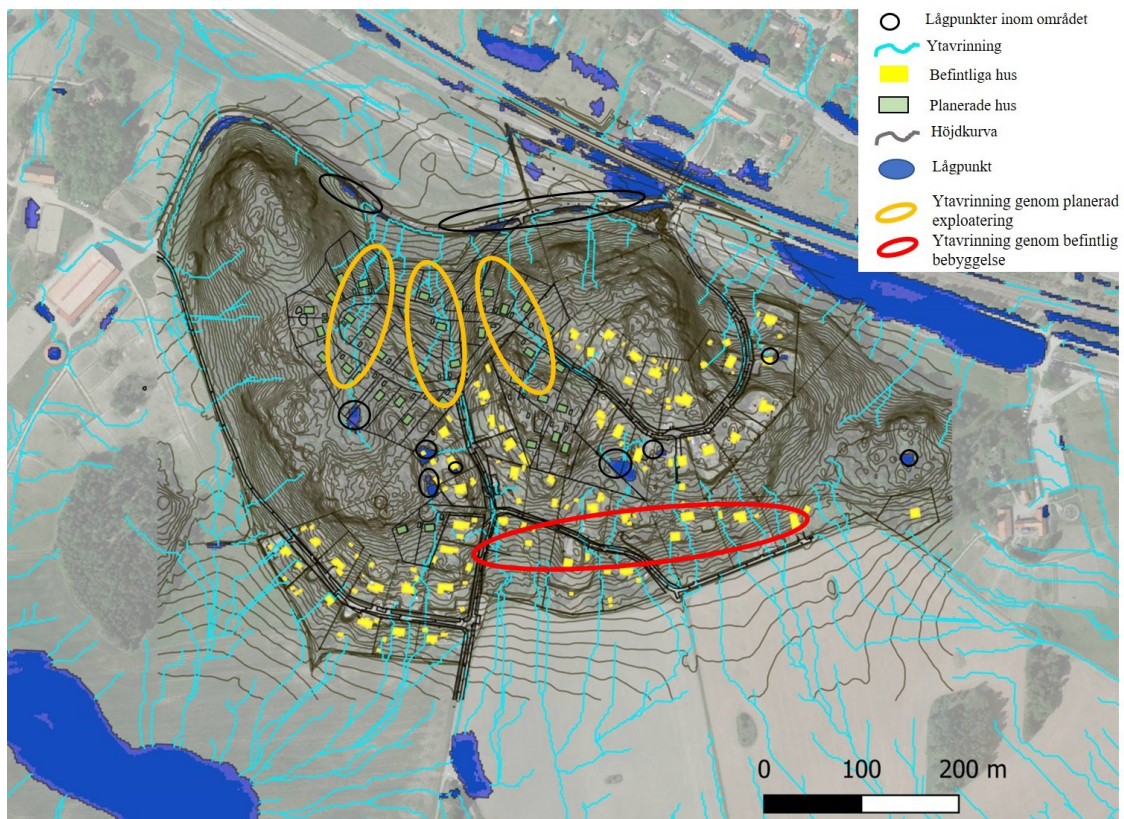 Lågpunkter inom området
Ytavrinning
Befintliga hus
Planerade hus
Höjdkurva
Lågpunkt
Ytavrinning genom planerad
exploatering
Ytavrinning genom befintlig
bebyggelse
0 100 200 m